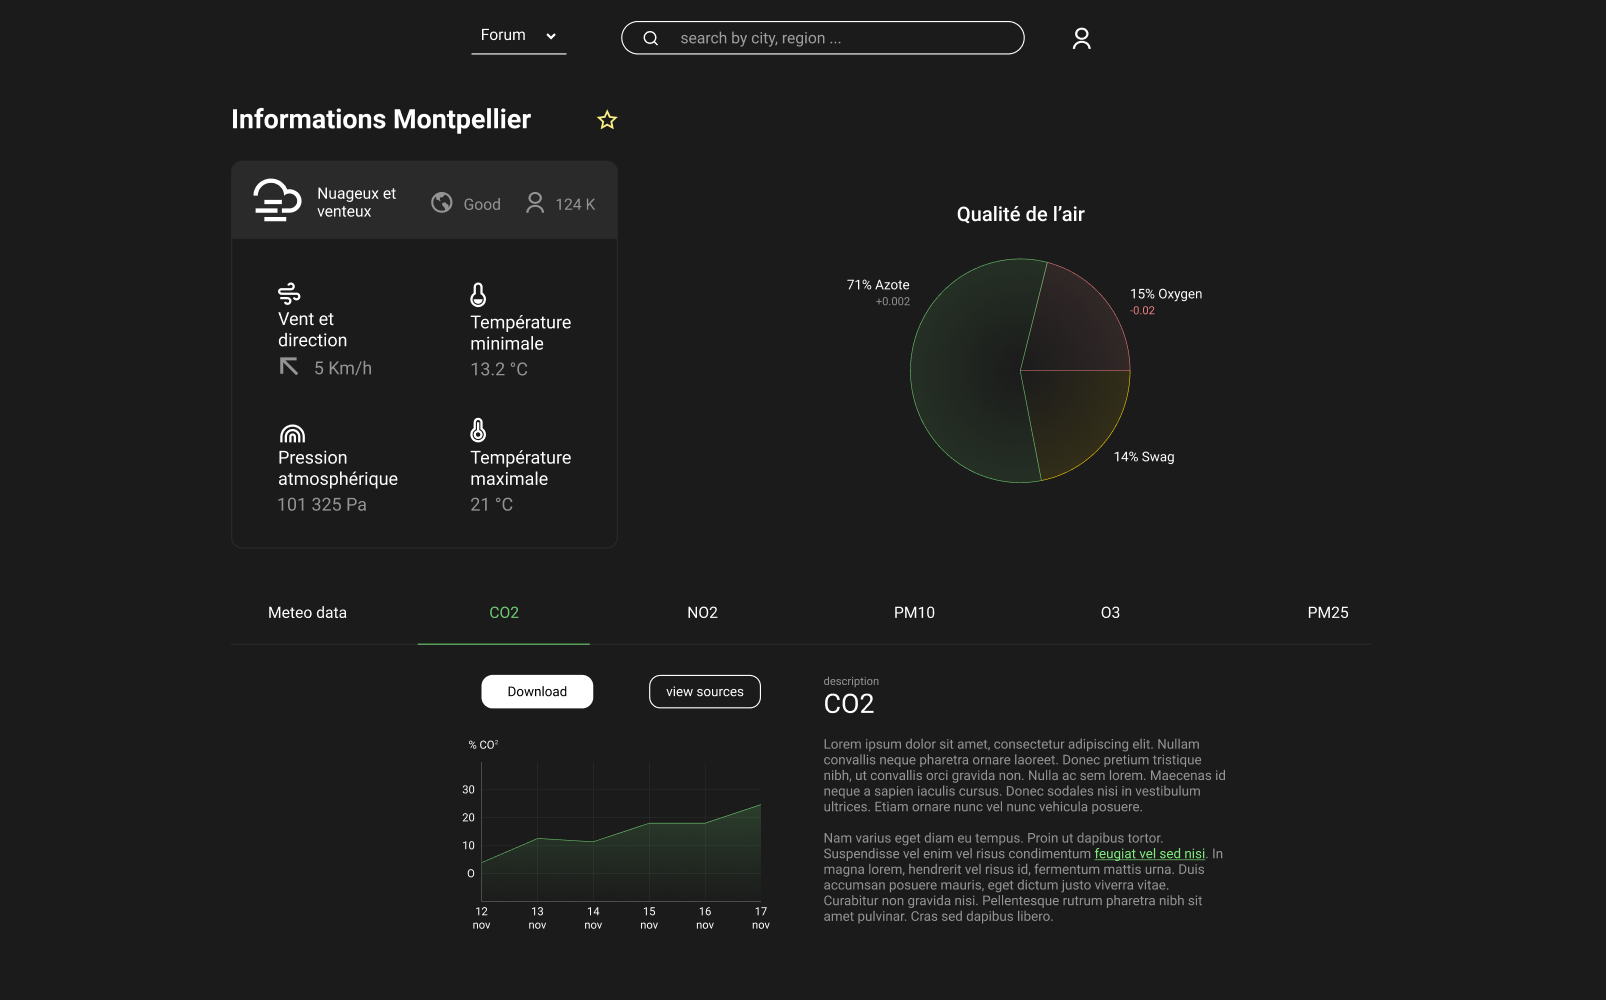 Forum
search by city, region ...
Informations Montpellier
Nuageux et
venteux
Good
124 K
Vent et
direction
5 Km/h
Température
minimale
13.2 °C
Pression
atmosphérique
101 325 Pa
Température
maximale
21 °C
Qualité de l’air
71% Azote
+0.002
15% Oxygen
-0.02
14% Swag
Meteo data
CO2
NO2
PM10
O3
PM25
Download
view sources
% CO²
30
20
10
O
12
nov
13
nov
14
nov
15
nov
16
nov
17
nov
description
CO2
Lorem ipsum dolor sit amet, consectetur adipiscing elit. Nullam
convallis neque pharetra ornare laoreet. Donec pretium tristique
nibh, ut convallis orci gravida non. Nulla ac sem lorem. Maecenas id
neque a sapien iaculis cursus. Donec sodales nisi in vestibulum
ultrices. Etiam ornare nunc vel nunc vehicula posuere.
Nam varius eget diam eu tempus. Proin ut dapibus tortor.
Suspendisse vel enim vel risus condimentum feugiat vel sed nisi. In
magna lorem, hendrerit vel risus id, fermentum mattis urna. Duis
accumsan posuere mauris, eget dictum justo viverra vitae.
Curabitur non gravida nisi. Pellentesque rutrum pharetra nibh sit
amet pulvinar. Cras sed dapibus libero.